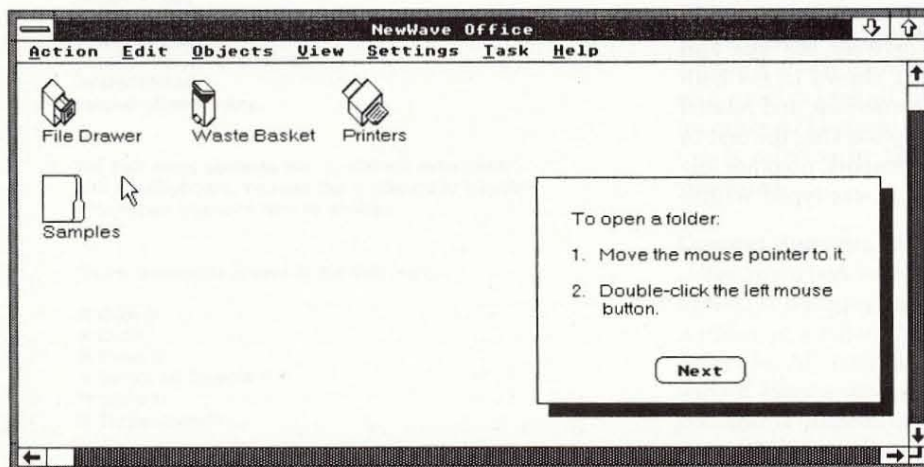 NewWave Office
Action Edit Objects View Settings Task Help
File Drawer Waste Basket Printers
Samples
To open a folder:
1. Move the mouse pointer to it.
2. Double-click the left mouse
button.
Next